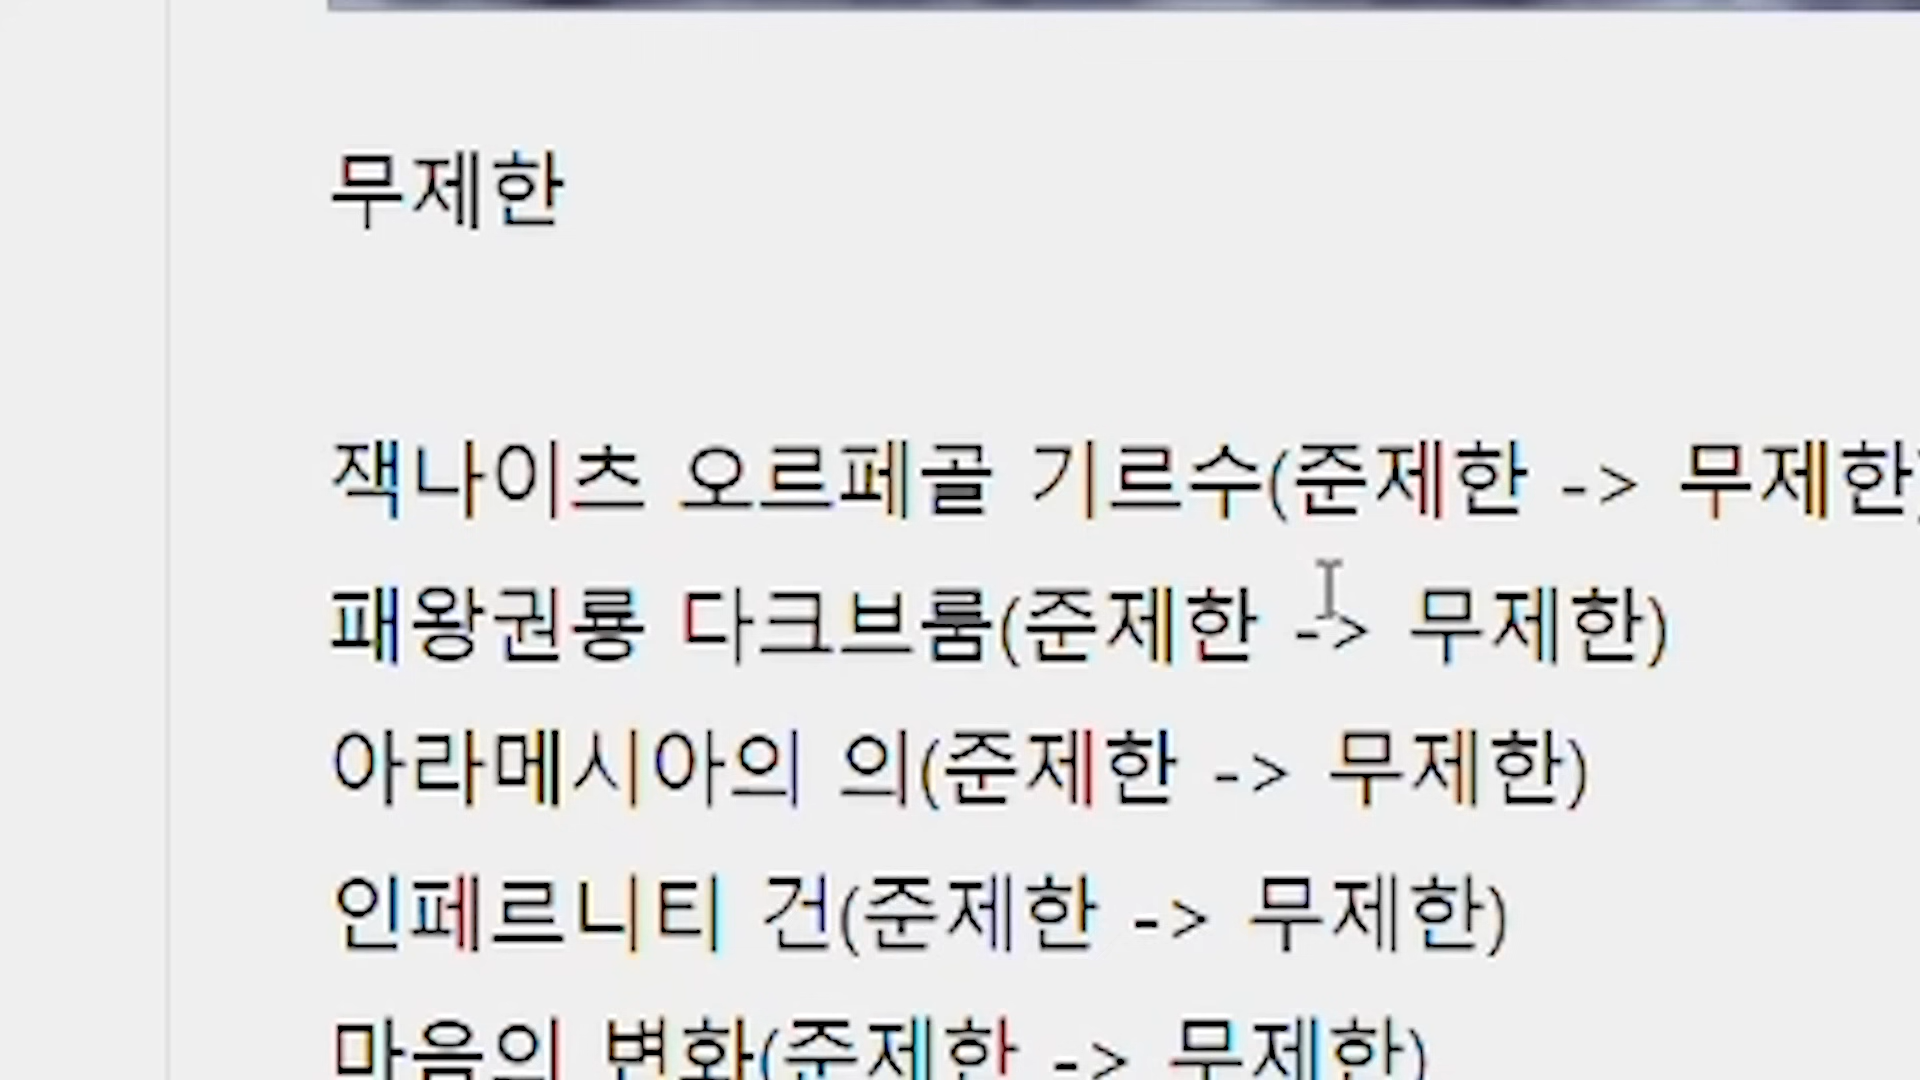 무제한
잭나이츠 오르페골 기르수(준제한 -> 무제한)
패왕권룡 다크브룸(준제한 -> 무제한)
아라메시아의 의(준제한 -> 무제한)
인페르니티 건(준제한 -> 무제한)
마음의 변화(준제한 -> 무제한)